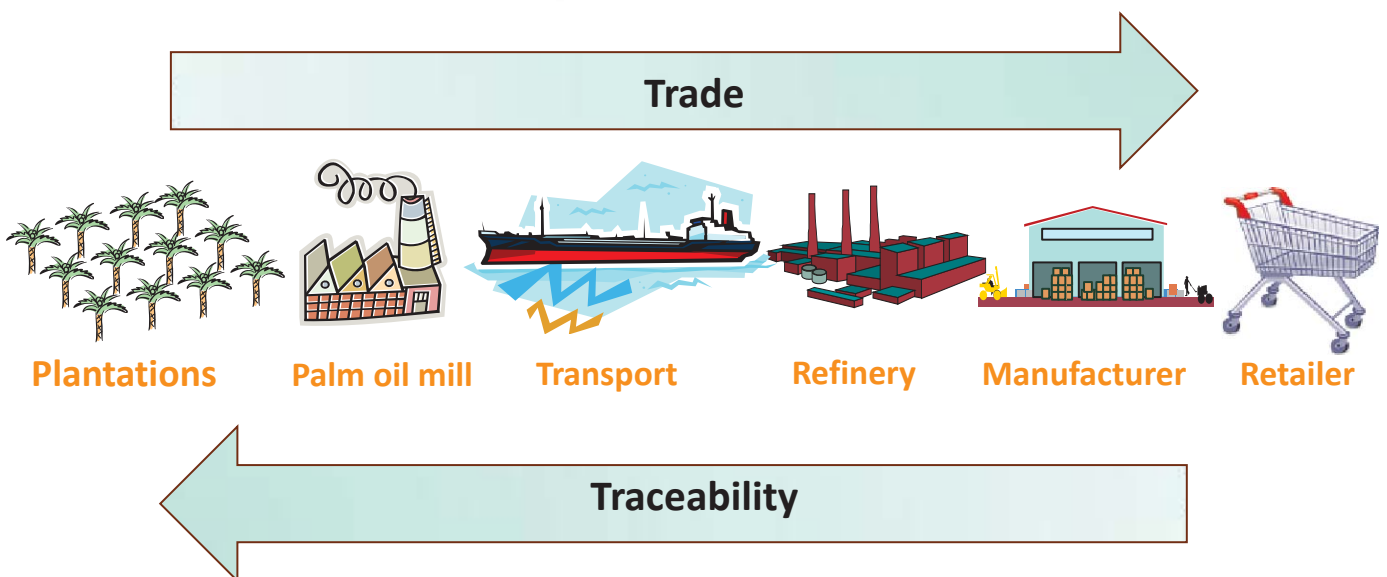 Trade
Plantations
Palm oil mill
Transport
Refinery
Manufacturer
Retailer
Traceability